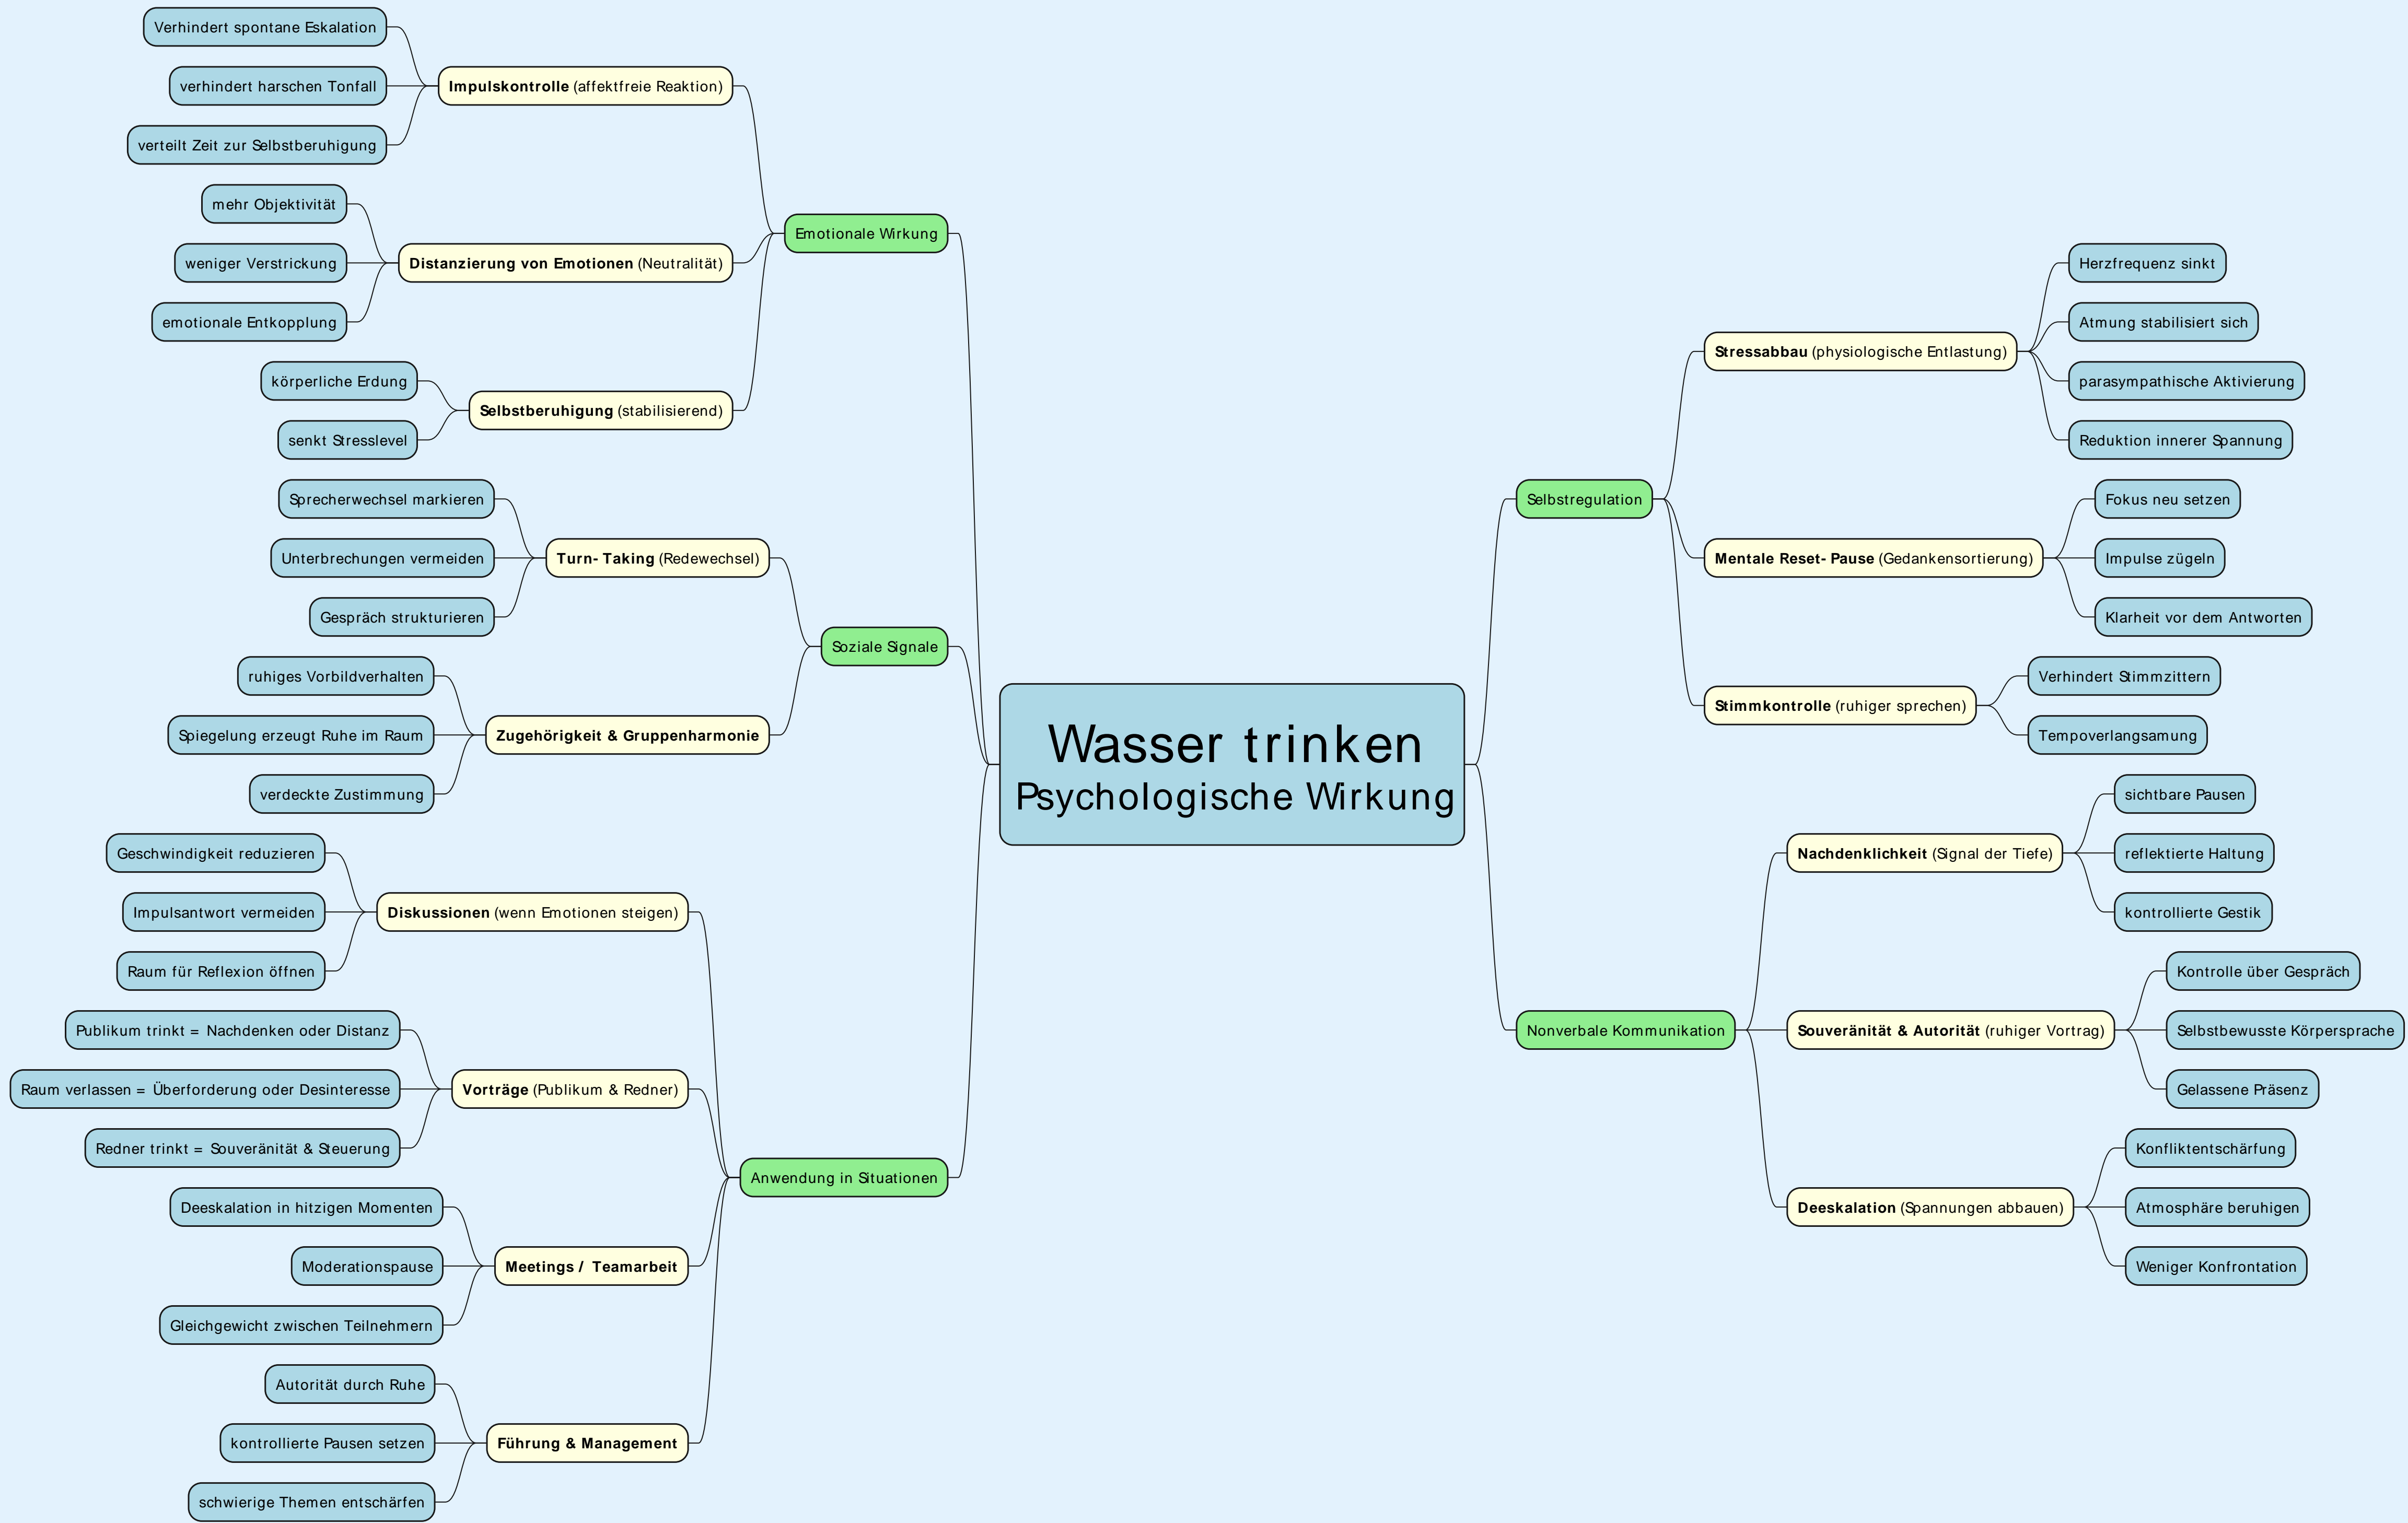 Wasser trinken
Psychologische Wirkung
Selbstregulation
Stressabbau (physiologische Entlastung)
Herzfrequenz sinkt
Atmung stabilisiert sich
parasympathische Aktivierung
Reduktion innerer Spannung
Mentale Reset- Pause (Gedankensortierung)
Fokus neu setzen
Impulse zügeln
Klarheit vor dem Antworten
Stimmkontrolle (ruhiger sprechen)
Verhindert Stimmzittern
Tempoverlangsamung
Nonverbale Kommunikation
Nachdenklichkeit (Signal der Tiefe)
sichtbare Pausen
reflektierte Haltung
kontrollierte Gestik
Souveränität & Autorität (ruhiger Vortrag)
Kontrolle über Gespräch
Selbstbewusste Körpersprache
Gelassene Präsenz
Deeskalation (Spannungen abbauen)
Konfliktentschärfung
Atmosphäre beruhigen
Weniger Konfrontation
Emotionale Wirkung
Impulskontrolle (affektfreie Reaktion)
Verhindert spontane Eskalation
verhindert harschen Tonfall
verteilt Zeit zur Selbstberuhigung
Distanzierung von Emotionen (Neutralität)
mehr Objektivität
weniger Verstrickung
emotionale Entkopplung
Selbstberuhigung (stabilisierend)
körperliche Erdung
senkt Stresslevel
Soziale Signale
Turn- Taking (Redewechsel)
Sprecherwechsel markieren
Unterbrechungen vermeiden
Gespräch strukturieren
Zugehörigkeit & Gruppenharmonie
ruhiges Vorbildverhalten
Spiegelung erzeugt Ruhe im Raum
verdeckte Zustimmung
Anwendung in Situationen
Diskussionen (wenn Emotionen steigen)
Geschwindigkeit reduzieren
Impulsantwort vermeiden
Raum für Reflexion öffnen
Vorträge (Publikum & Redner)
Publikum trinkt = Nachdenken oder Distanz
Raum verlassen = Überforderung oder Desinteresse
Redner trinkt = Souveränität & Steuerung
Meetings / Teamarbeit
Deeskalation in hitzigen Momenten
Moderationspause
Gleichgewicht zwischen Teilnehmern
Führung & Management
Autorität durch Ruhe
kontrollierte Pausen setzen
schwierige Themen entschärfen